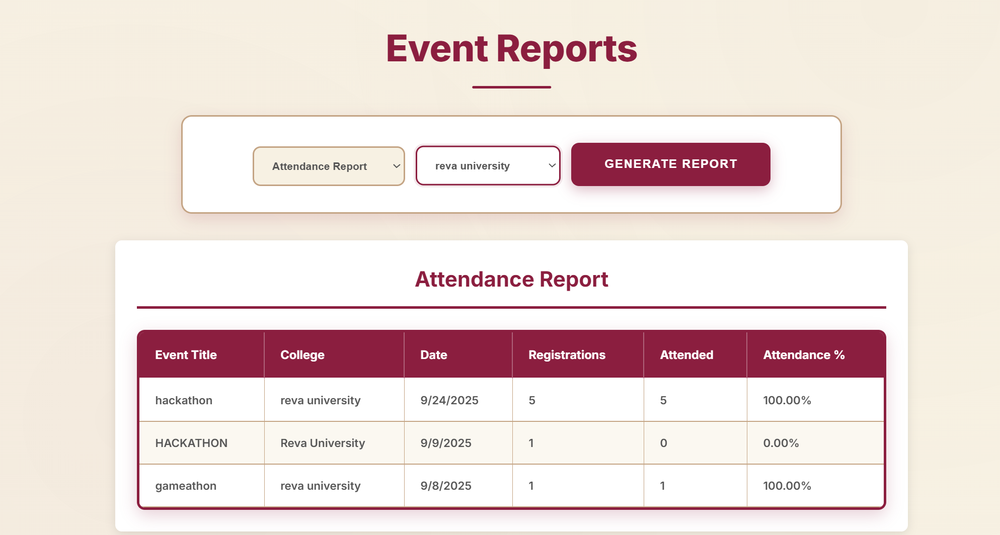 Event Reports
Attendance Report reva university GENERATE REPORT
Attendance Report
Event Title College Date Registrations Attended Attendance %
hackathon reva university 9/24/2025 5 5 100.00%
HACKATHON Reva University 9/9/2025 1 0 0.00%
gameathon reva university 9/8/2025 1 1 100.00%